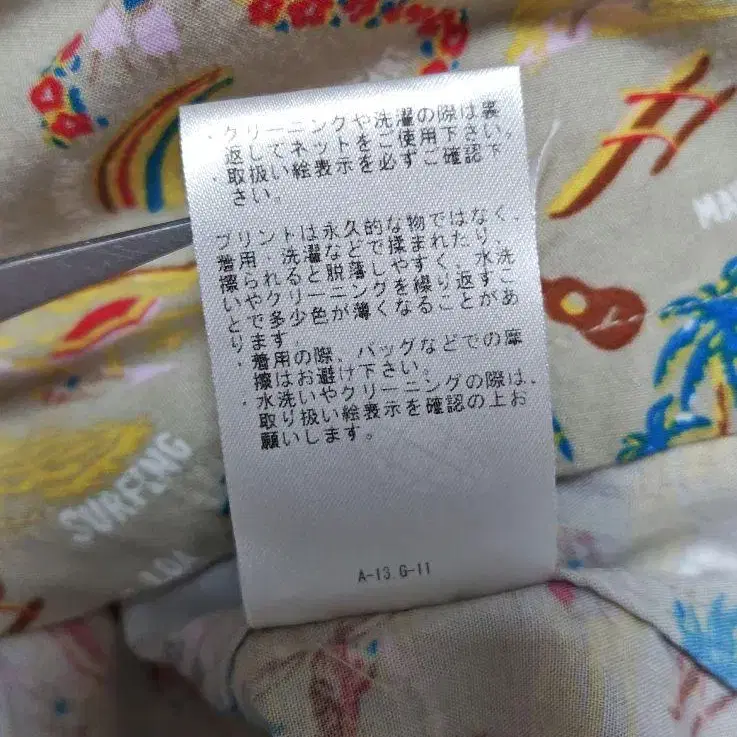 ・クリーニングや洗濯の際は裏
返してネットをご使用下さい。
・取扱い絵表示を必ずご確認下
さい。
プリントは永久的な物ではなく、
着用・洗濯などで揉まれたり、
擦られると脱落しやすく、水洗
いやクリーニングを繰り返すこ
とで多少色が薄くなることがあ
ります。
・着用の際、バッグなどでの摩
擦はお避け下さい。
・水洗いやクリーニングの際は、
取り扱い絵表示を確認の上お
願いします。
A-13.G-11
SURFING
MA